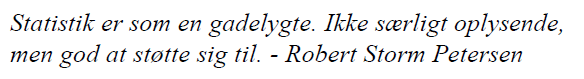 Statistik er som en gadelygte. Ikke særligt oplysende,
men god at støtte sig til. - Robert Storm Petersen